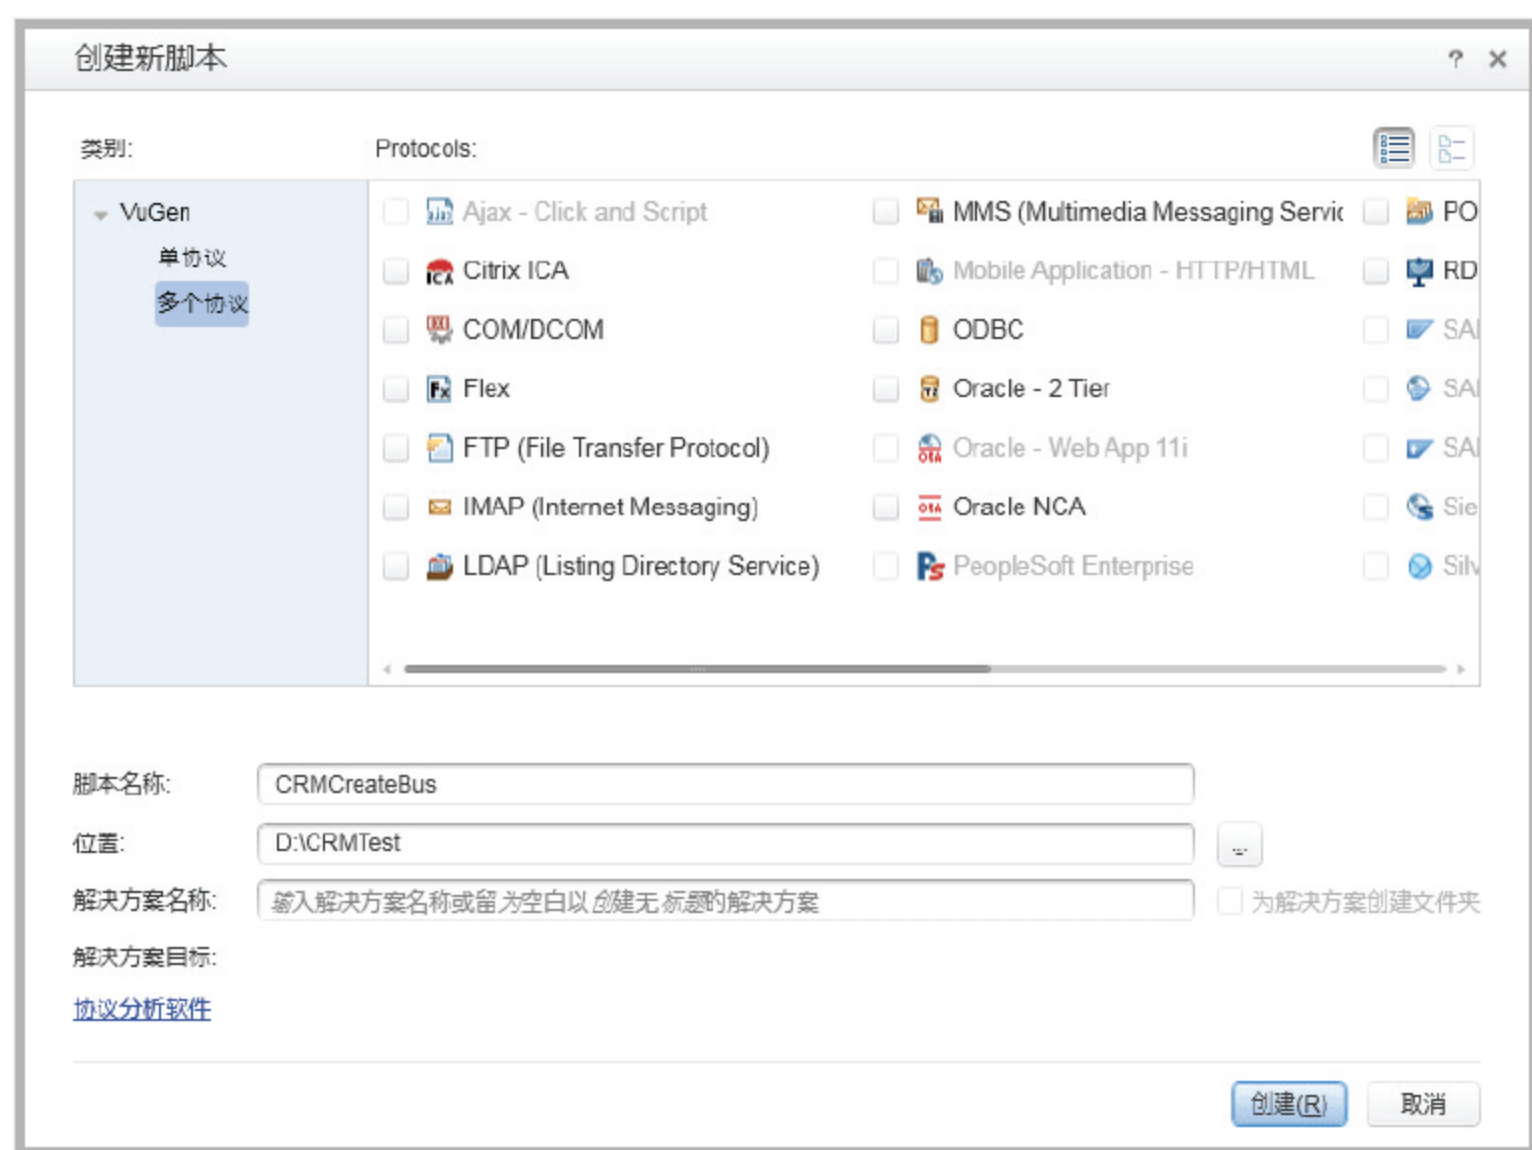 创建新脚本
? ×
类别:
Protocols:
VuGen
单协议
多个协议
Ajax - Click and Script
MMS (Multimedia Messaging Servic
PO
Citrix ICA
Mobile Application - HTTP/HTML
RD
COM/DCOM
ODBC
SAI
Flex
Oracle - 2 Tier
SAI
FTP (File Transfer Protocol)
Oracle - Web App 11i
SAI
IMAP (Internet Messaging)
Oracle NCA
Sie
LDAP (Listing Directory Service)
PeopleSoft Enterprise
Silv
脚本名称: CRMCreateBus
位置: D:\CRMTest ...
解决方案名称: 输入解决方案名称或留为空白以创建无标题的解决方案 为解决方案创建文件夹
解决方案目标:
协议分析软件
创建(R) 取消